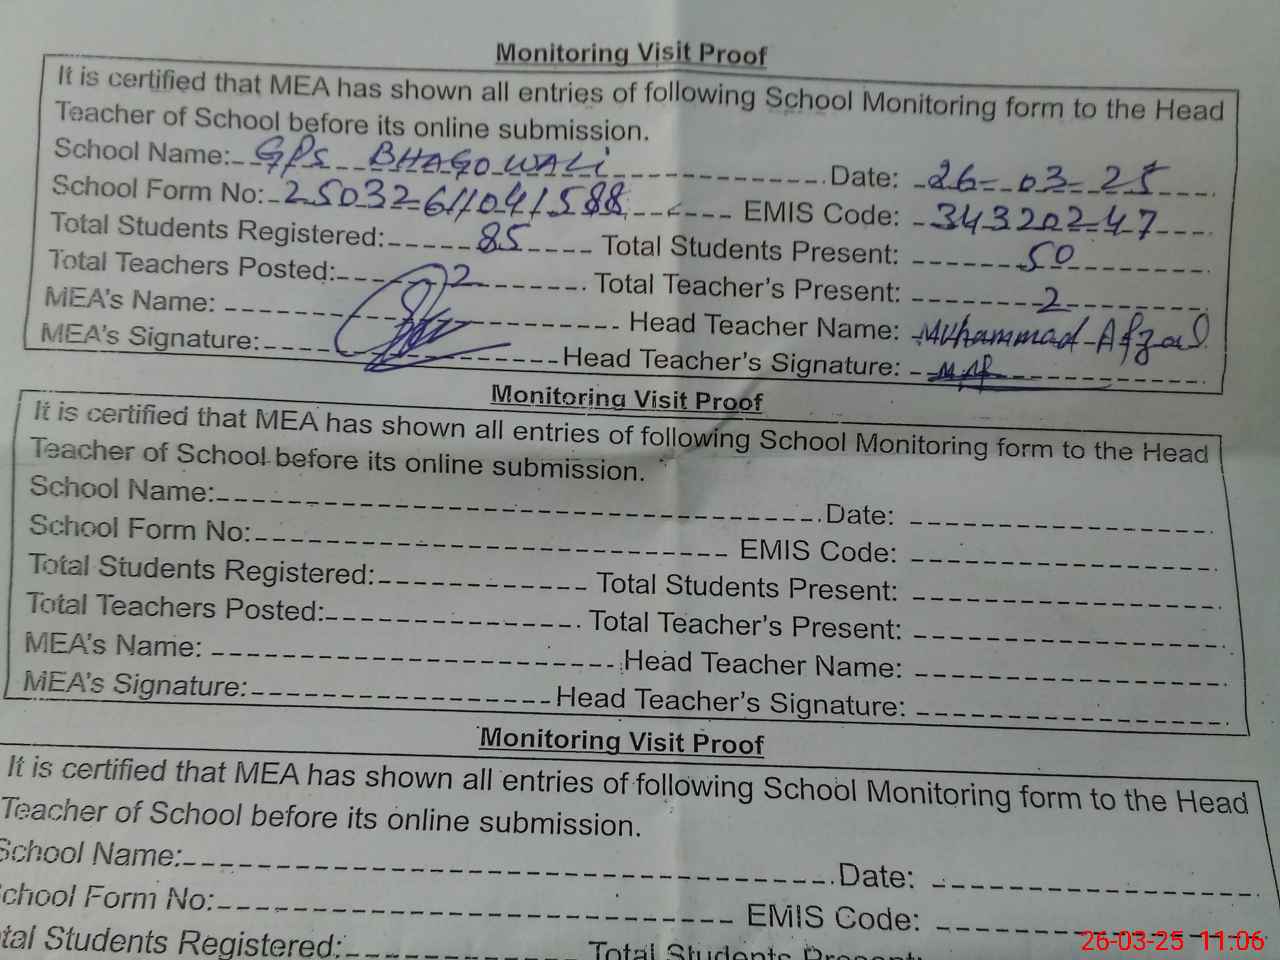 Monitoring Visit Proof
It is certified that MEA has shown all entries of following School Monitoring form to the Head
Teacher of School before its online submission.
School Name: GPS BHAGOWALi Date: 26-03-25
School Form No: EMIS Code: 34320247
Total Students Registered: 85 Total Students Present: 50
Total Teachers Posted: 2 Total Teacher's Present: 2
MEA's Name: Head Teacher Name: Muhammad Afzal
MEA's Signature: Head Teacher's Signature:
Monitoring Visit Proof
It is certified that MEA has shown all entries of following School Monitoring form to the Head
Teacher of School before its online submission.
School Name: Date:
School Form No: EMIS Code:
Total Students Registered: Total Students Present:
Total Teachers Posted: Total Teacher's Present:
MEA's Name: Head Teacher Name:
MEA's Signature: Head Teacher's Signature:
Monitoring Visit Proof
It is certified that MEA has shown all entries of following School Monitoring form to the Head
Teacher of School before its online submission.
School Name: Date:
chool Form No: EMIS Code:
tal Students Registered: Total Students Present:
26-03-25 11:06